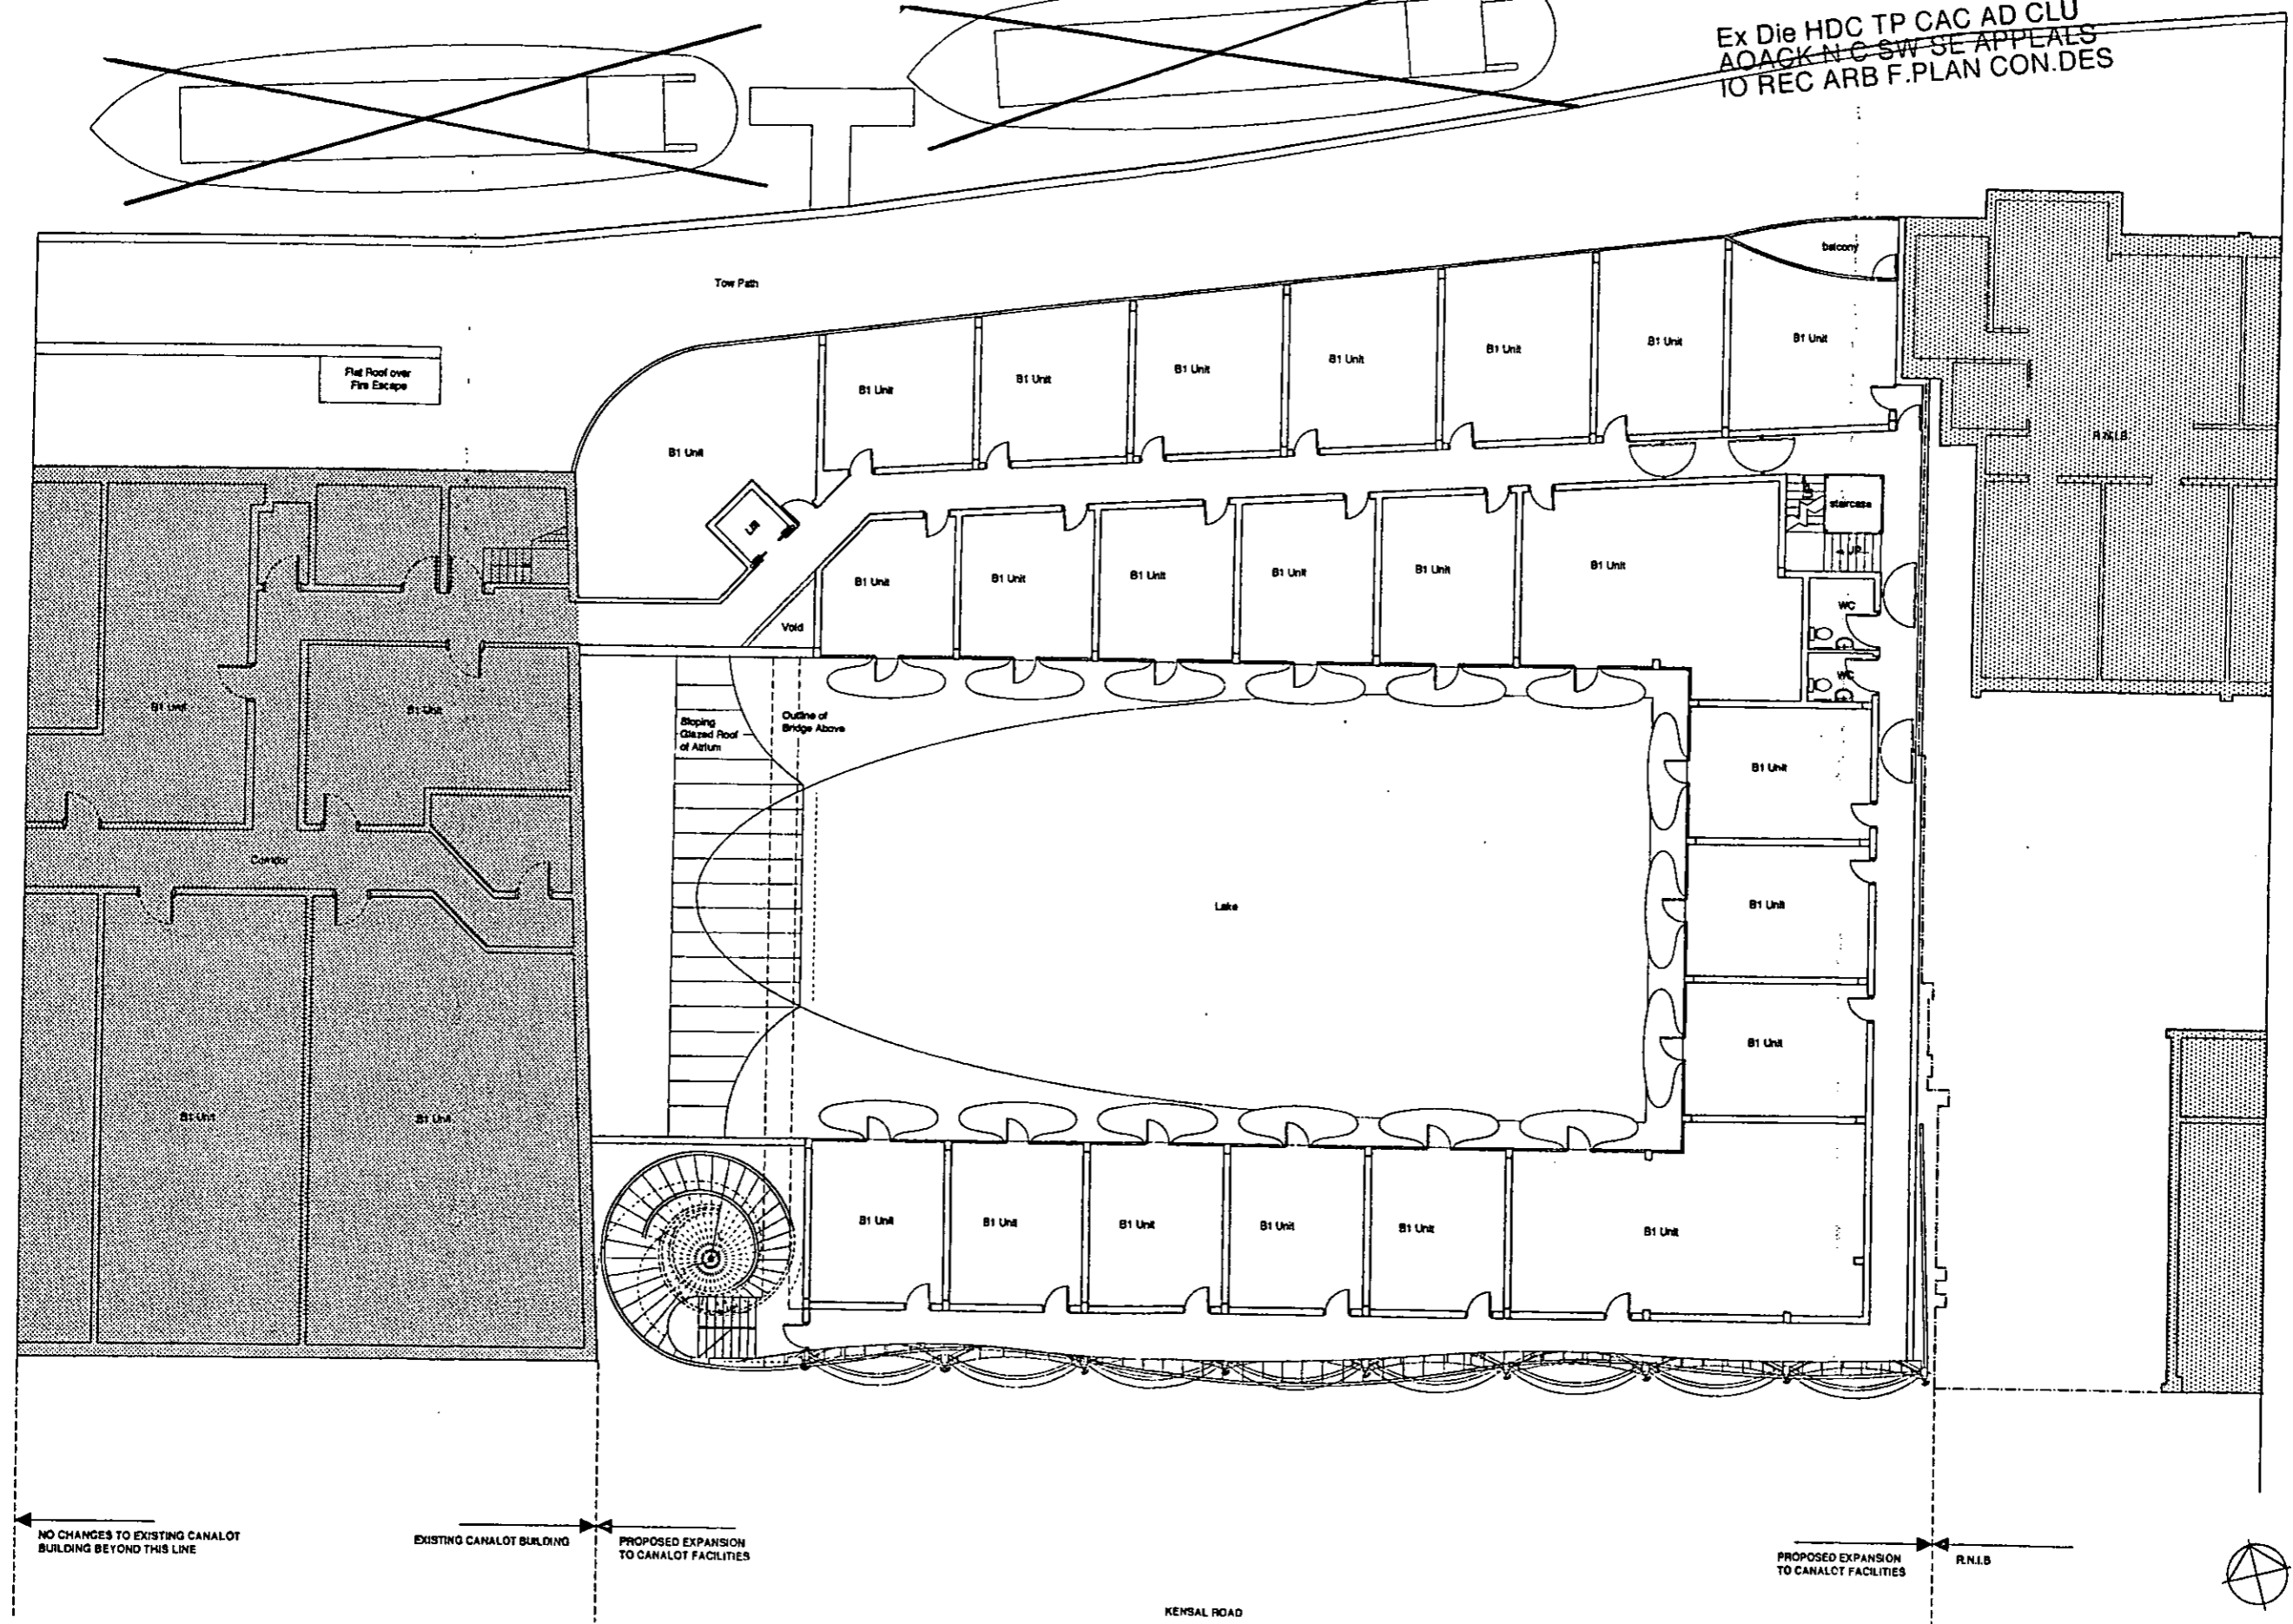 Ex Die HDC TP CAC AD CLU
AOACK N C SW SE APPEALS
IO REC ARB F.PLAN CON.DES
balcony
Tow Path
Flat Roof over
Fire Escape
B1 Unit
B1 Unit
B1 Unit
B1 Unit
B1 Unit
B1 Unit
B1 Unit
B1 Unit
R.N.I.B
Lift
staircase
UP
B1 Unit
B1 Unit
B1 Unit
B1 Unit
B1 Unit
B1 Unit
WC
Void
WC
B1 Unit
B1 Unit
Sloping
Glazed Roof
of Atrium
Outline of
Bridge Above
B1 Unit
Corridor
Lake
B1 Unit
B1 Unit
B1 Unit
B1 Unit
B1 Unit
B1 Unit
B1 Unit
B1 Unit
B1 Unit
B1 Unit
NO CHANGES TO EXISTING CANALOT
BUILDING BEYOND THIS LINE
EXISTING CANALOT BUILDING
PROPOSED EXPANSION
TO CANALOT FACILITIES
PROPOSED EXPANSION
TO CANALOT FACILITIES
R.N.I.B
KENSAL ROAD